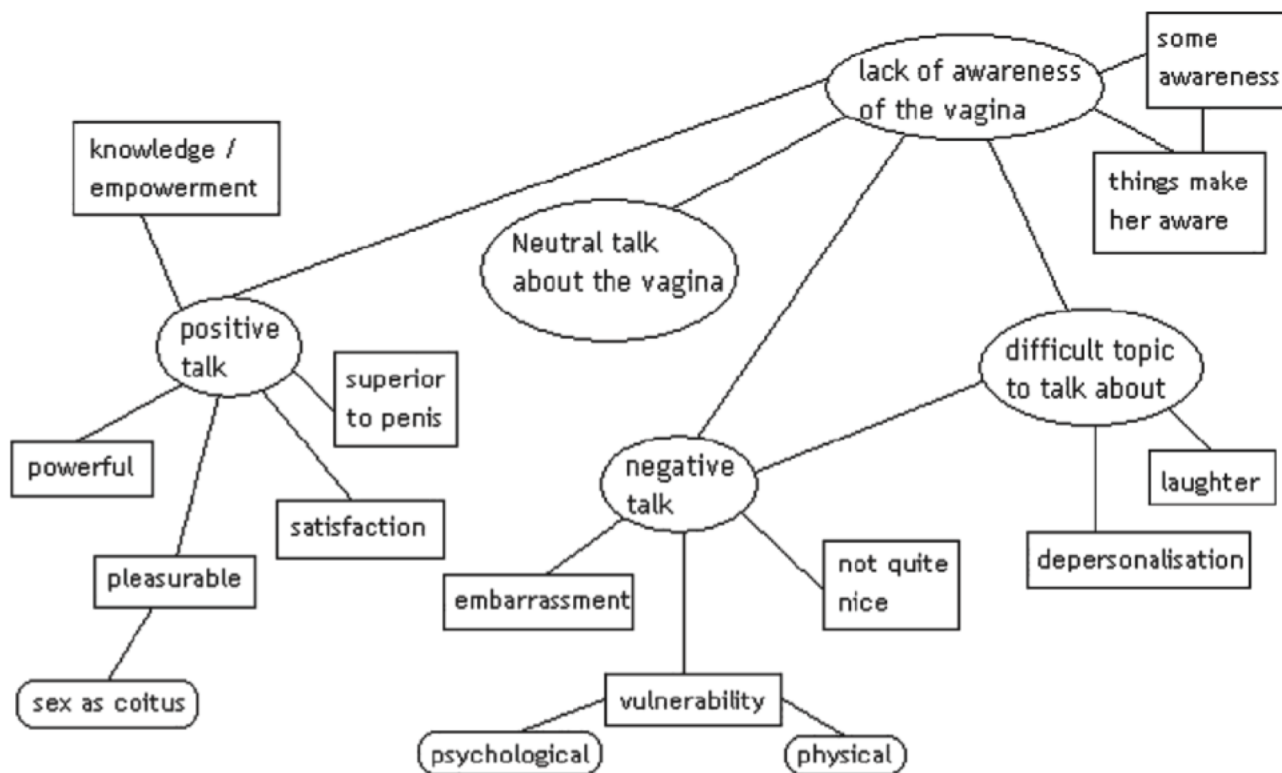 some
awareness
lack of awareness
of the vagina
knowledge /
empowerment
things make
her aware
Neutral talk
about the vagina
positive
talk
superior
to penis
difficult topic
to talk about
powerful
negative
talk
laughter
satisfaction
pleasurable
embarrassment
not quite
nice
depersonalisation
sex as coitus
vulnerability
psychological
physical